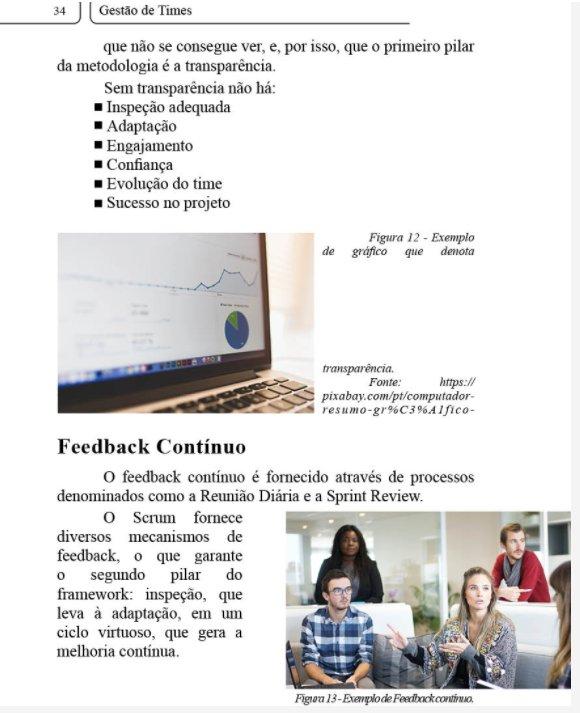 34
Gestão de Times
que não se consegue ver, e, por isso, que o primeiro pilar
da metodologia é a transparência.
Sem transparência não há:
■ Inspeção adequada
■ Adaptação
■ Engajamento
■ Confiança
■ Evolução do time
■ Sucesso no projeto
Figura 12 - Exemplo
de gráfico que denota
transparência.
Fonte: https://
pixabay.com/pt/computador-
resumo-gr%C3%A1fico-
Feedback Contínuo
O feedback contínuo é fornecido através de processos
denominados como a Reunião Diária e a Sprint Review.
O Scrum fornece
diversos mecanismos de
feedback, o que garante
o segundo pilar do
framework: inspeção, que
leva à adaptação, em um
ciclo virtuoso, que gera a
melhoria contínua.
Figura 13 - Exemplo de Feedback contínuo.